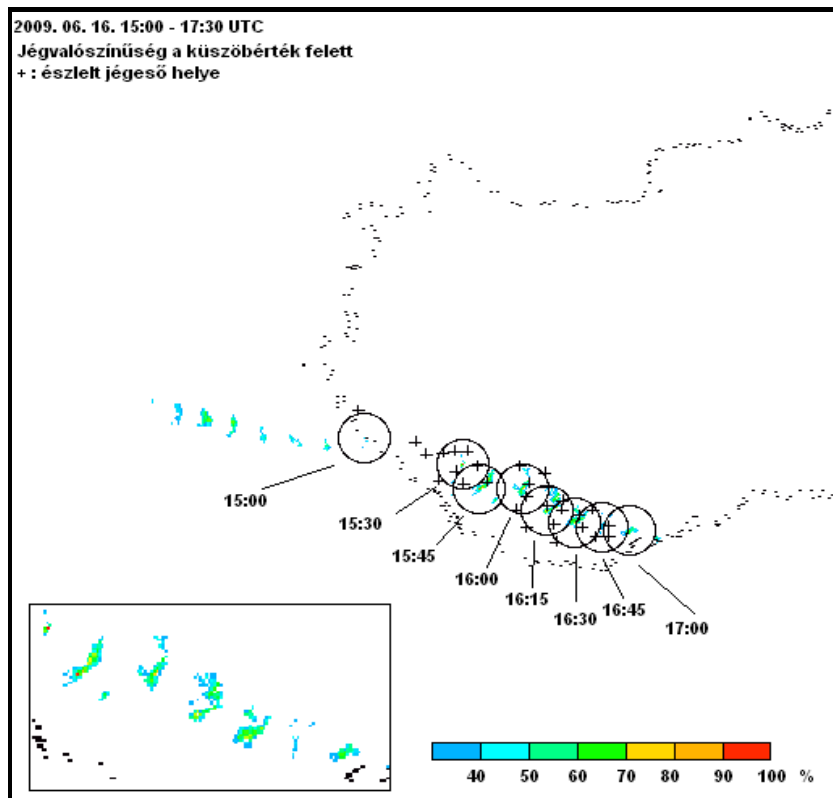 2009. 06. 16. 15:00 - 17:30 UTC
Jégvalószínűség a küszöbérték felett
+ : észlelt jégeső helye
15:00
15:30
15:45
16:00
16:15
16:30
16:45
17:00
40 50 60 70 80 90 100 %